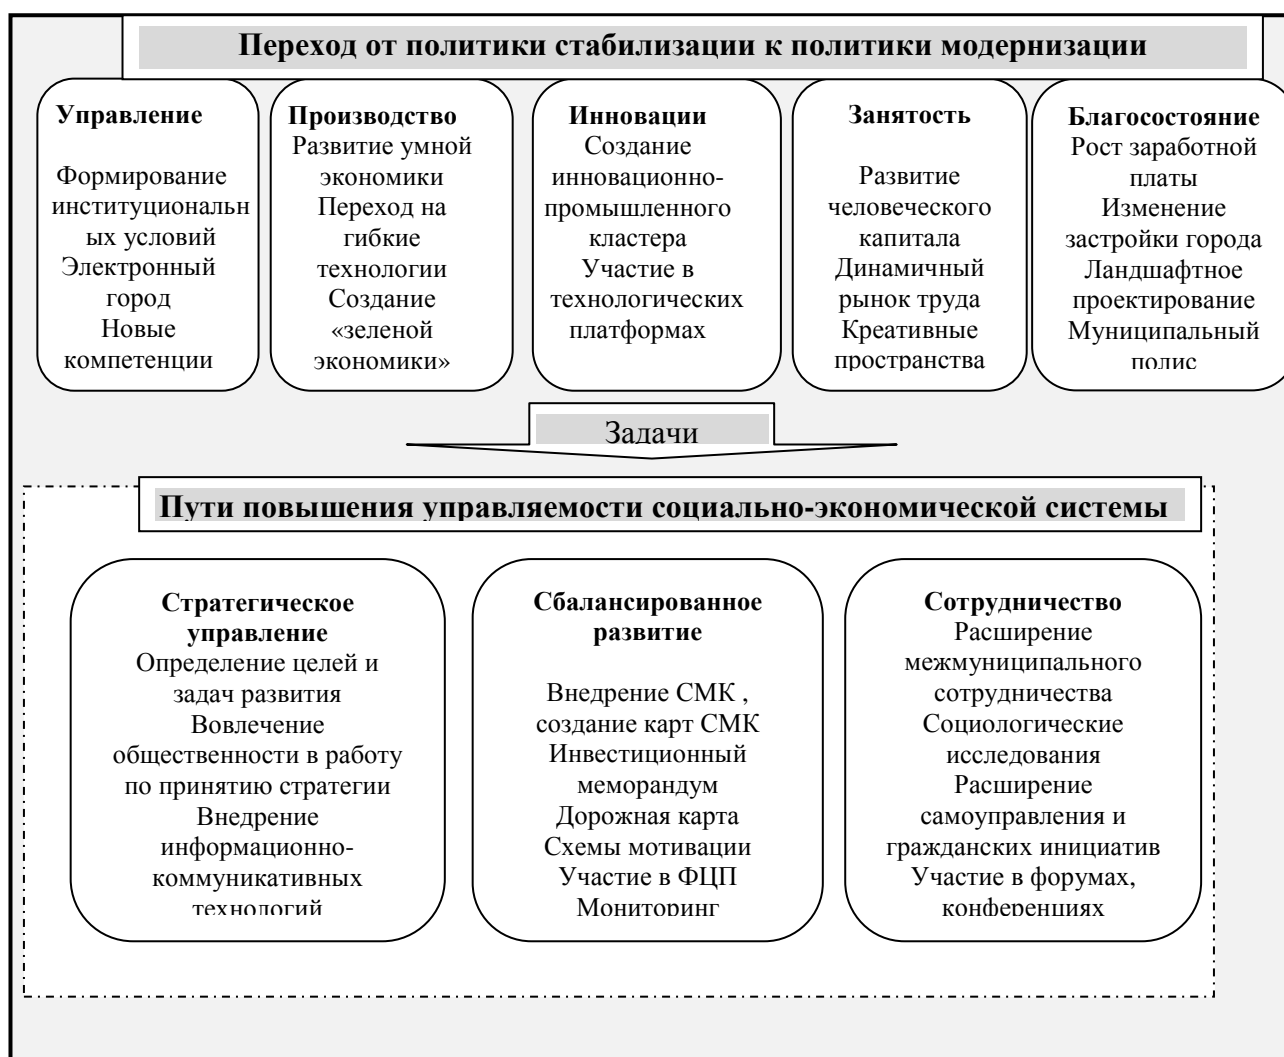 Переход от политики стабилизации к политики модернизации
Управление
Формирование
институциональн
ых условий
Электронный
город
Новые
компетенции
Производство
Развитие умной
экономики
Переход на
гибкие
технологии
Создание
«зеленой
экономики»
Инновации
Создание
инновационно-
промышленного
кластера
Участие в
технологических
платформах
Занятость
Развитие
человеческого
капитала
Динамичный
рынок труда
Креативные
пространства
Благосостояние
Рост заработной
платы
Изменение
застройки города
Ландшафтное
проектирование
Муниципальный
полис
Задачи
Пути повышения управляемости социально-экономической системы
Стратегическое
управление
Определение целей и
задач развития
Вовлечение
общественности в работу
по принятию стратегии
Внедрение
информационно-
коммуникативных
технологий
Сбалансированное
развитие
Внедрение СМК ,
создание карт СМК
Инвестиционный
меморандум
Дорожная карта
Схемы мотивации
Участие в ФЦП
Мониторинг
Сотрудничество
Расширение
межмуниципального
сотрудничества
Социологические
исследования
Расширение
самоуправления и
гражданских инициатив
Участие в форумах,
конференциях